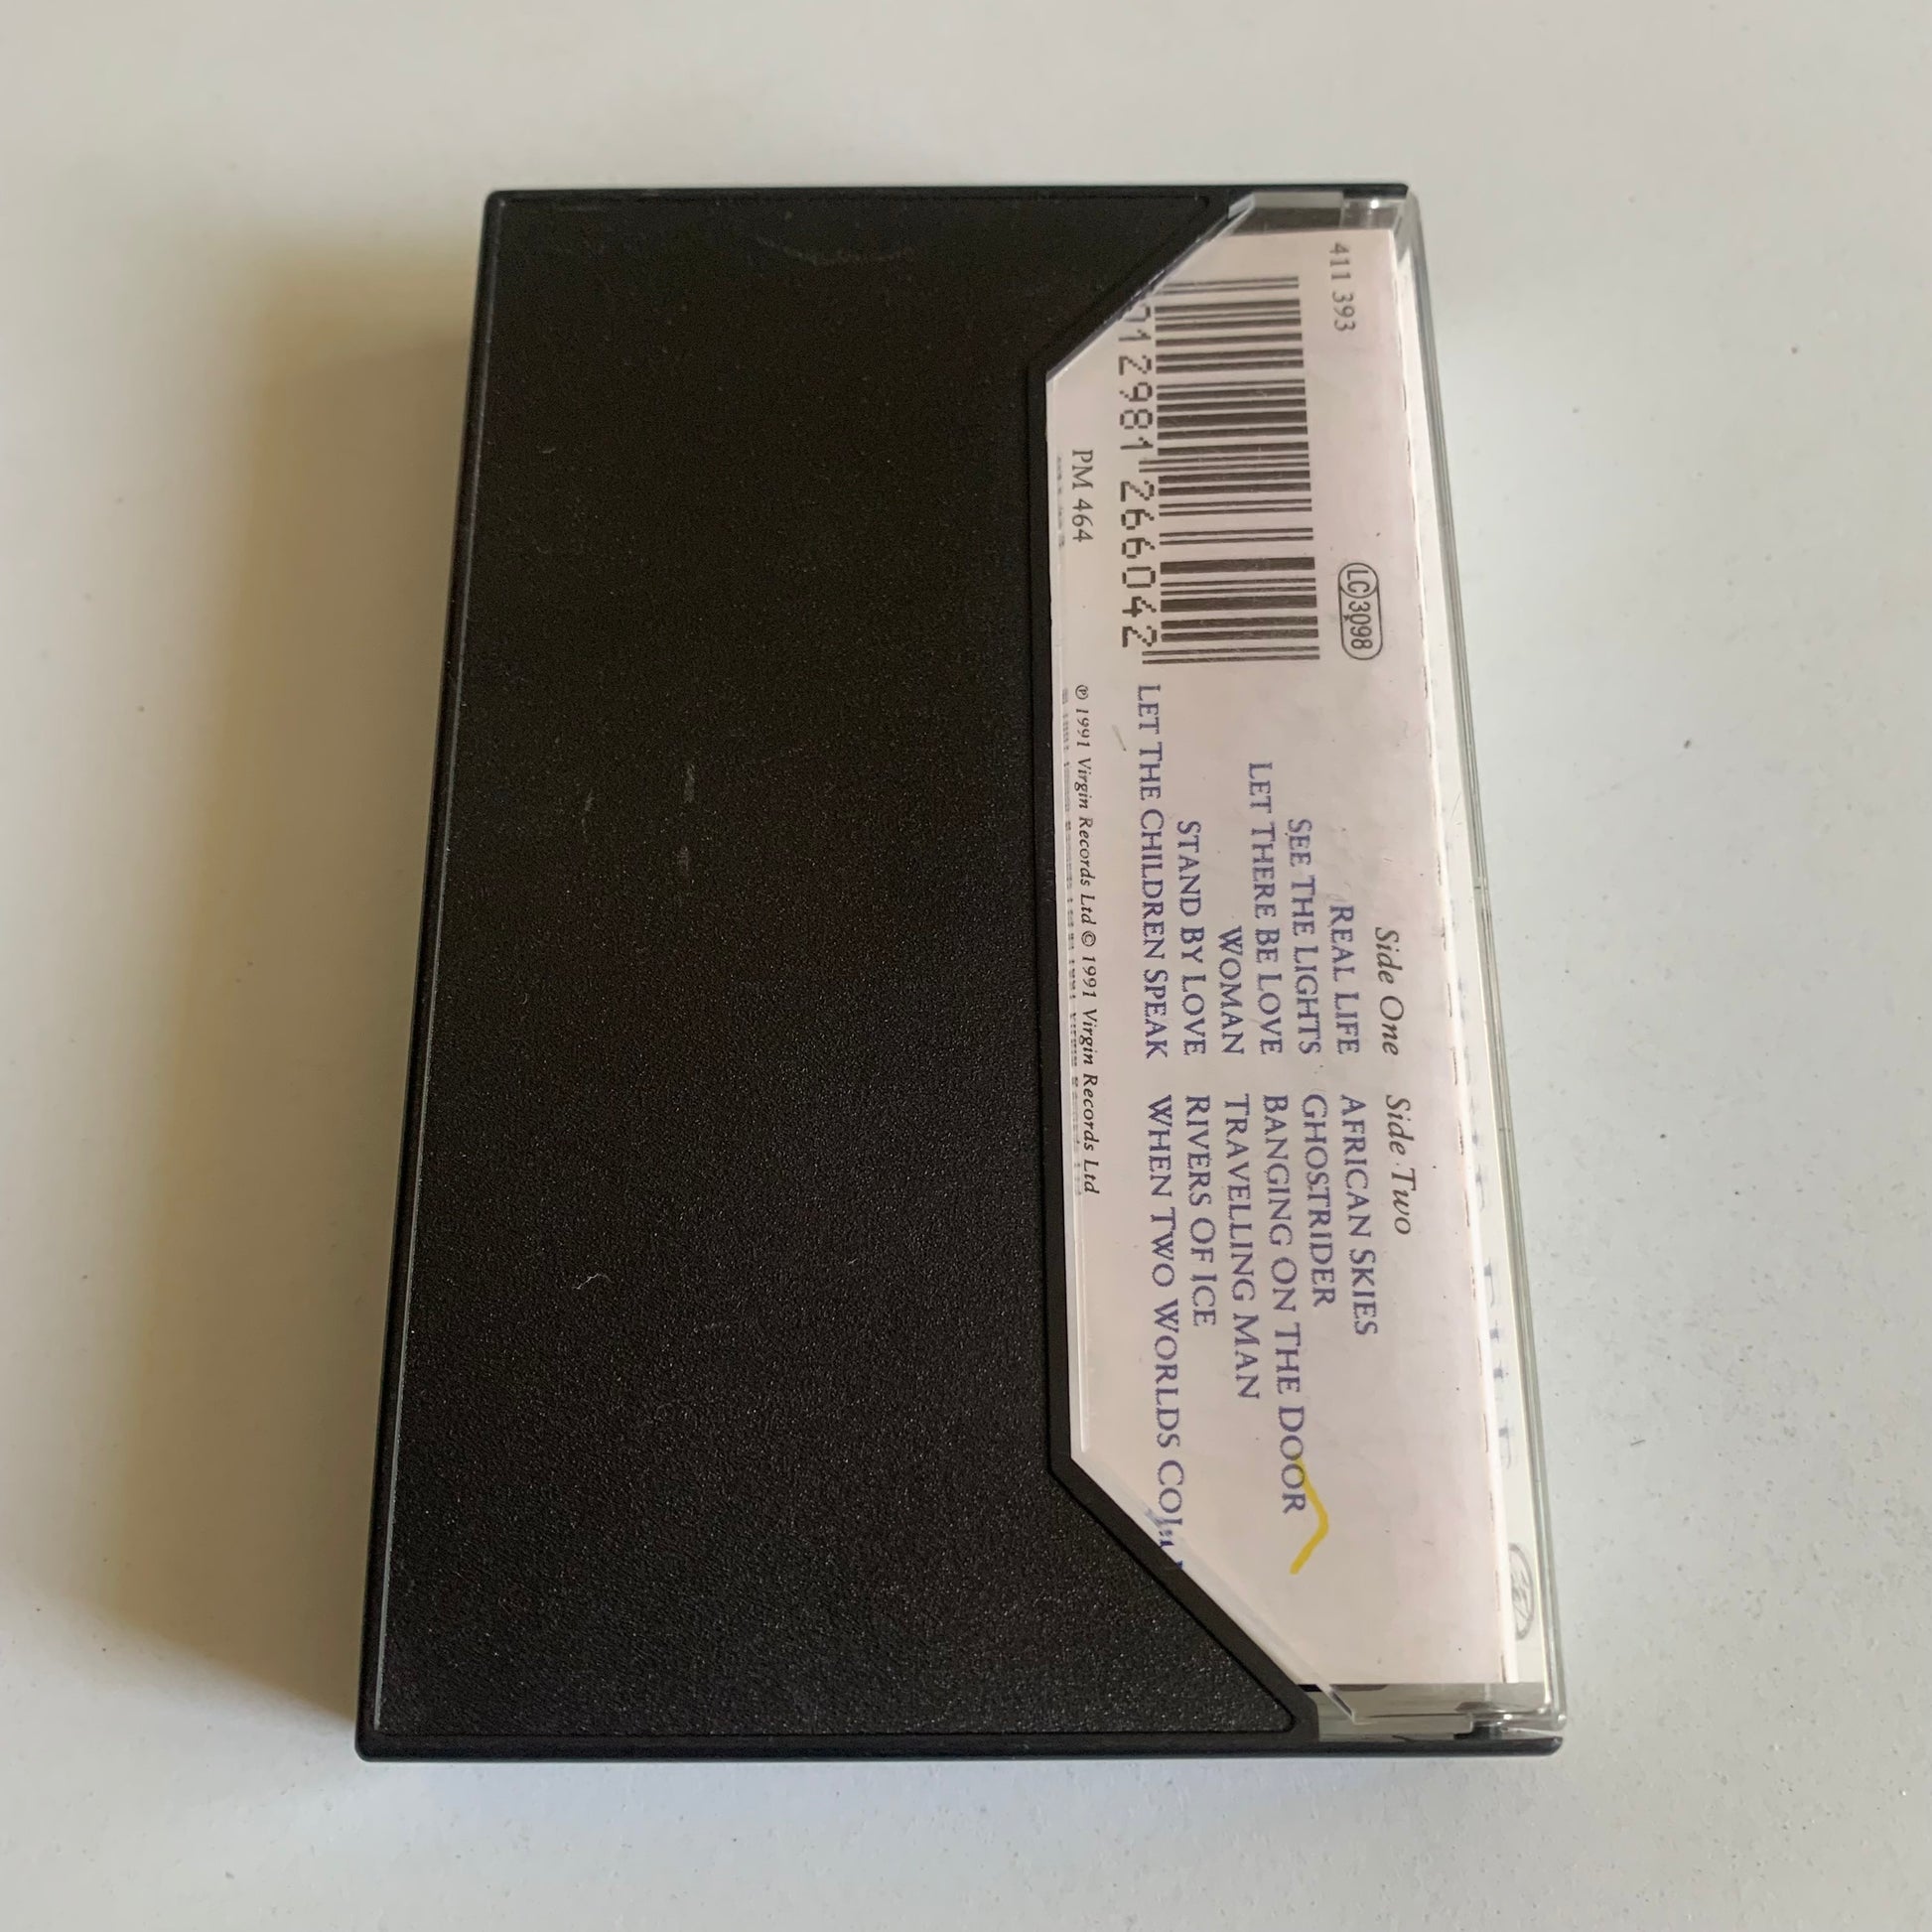 411 393
LC 3098
012981 266042
PM 464
Side One
REAL LIFE
SEE THE LIGHTS
LET THERE BE LOVE
WOMAN
STAND BY LOVE
LET THE CHILDREN SPEAK
Side Two
AFRICAN SKIES
GHOSTRIDER
BANGING ON THE DOOR
TRAVELLING MAN
RIVERS OF ICE
WHEN TWO WORLDS
℗ 1991 Virgin Records Ltd © 1991 Virgin Records Ltd